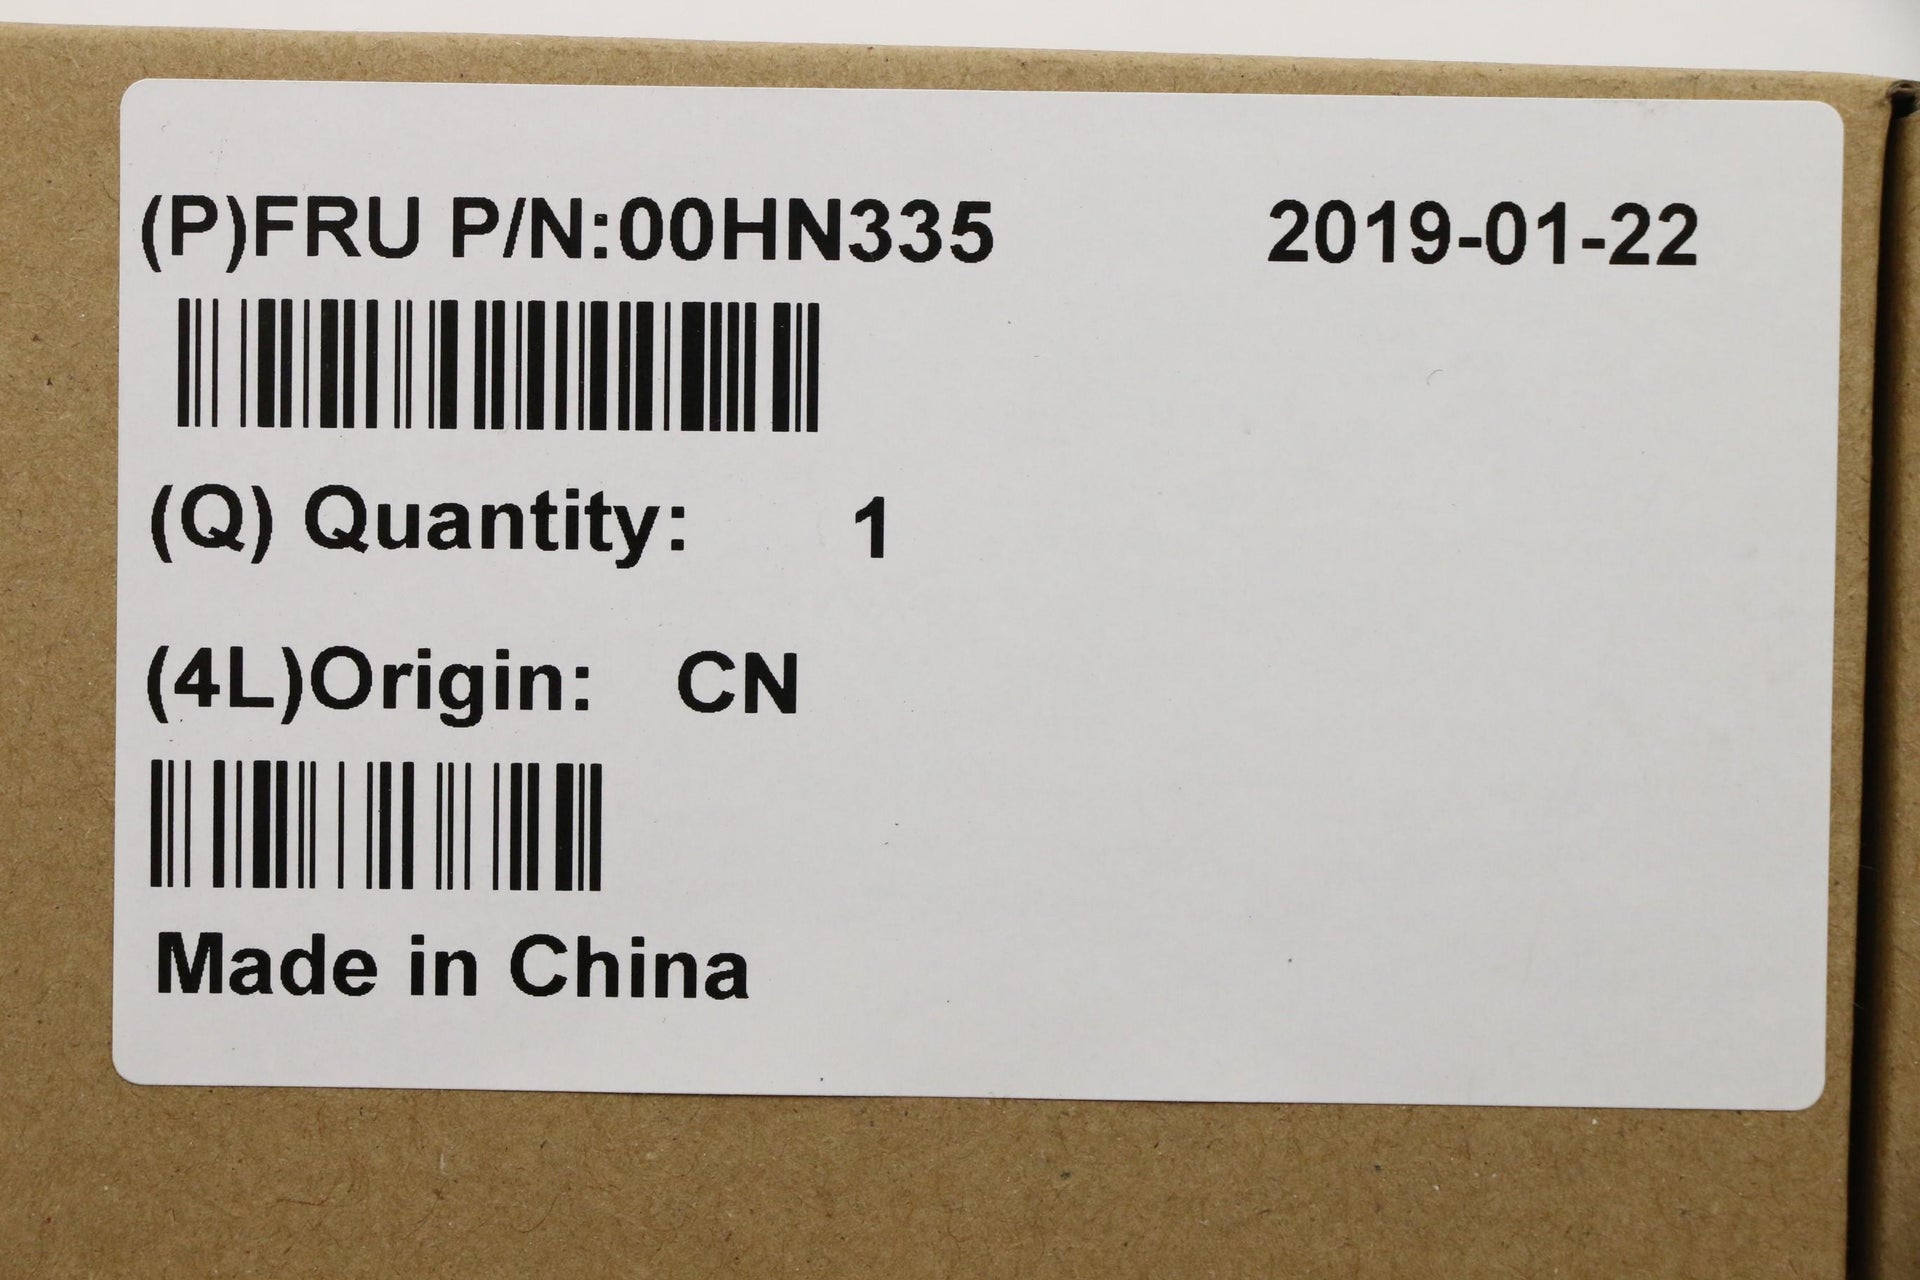 (P)FRU P/N:00HN335 2019-01-22
(Q) Quantity: 1
(4L)Origin: CN
Made in China